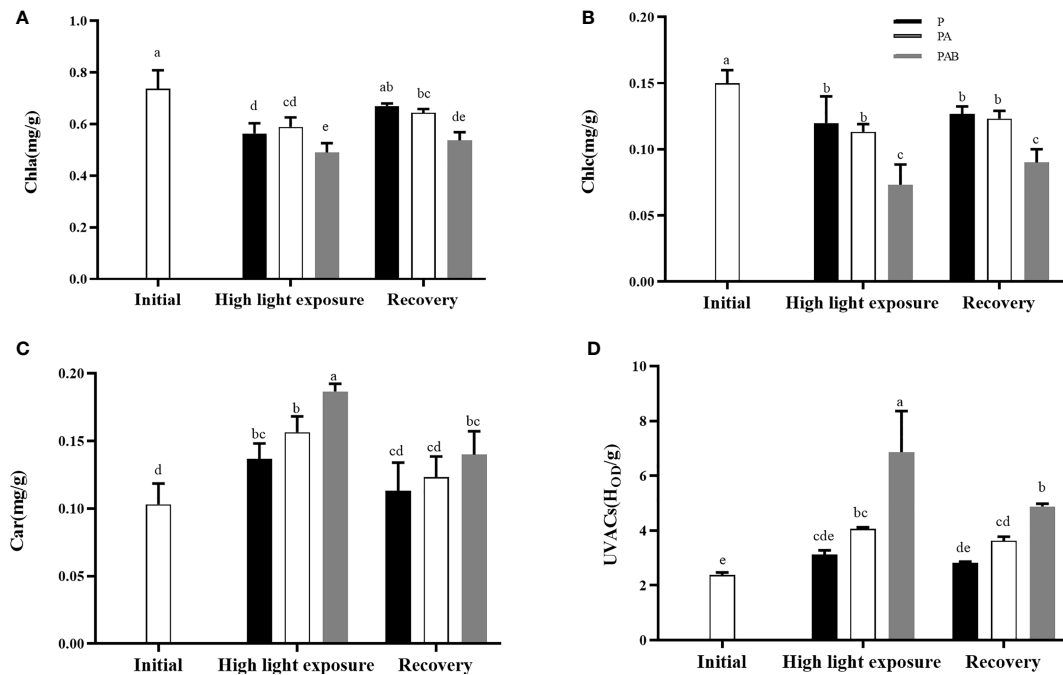 A
Chla(mg/g)
1.0
0.8
0.6
0.4
0.2
0.0
a
d
cd
e
ab
bc
de
Initial
High light exposure
Recovery
B
Chlc(mg/g)
0.20
0.15
0.10
0.05
0.00
P
PA
PAB
a
b
b
c
b
b
c
Initial
High light exposure
Recovery
C
Car(mg/g)
0.20
0.15
0.10
0.05
0.00
d
bc
b
a
cd
cd
bc
Initial
High light exposure
Recovery
D
UVACs(HOD/g)
10
8
6
4
2
0
e
cde
bc
a
de
cd
b
Initial
High light exposure
Recovery